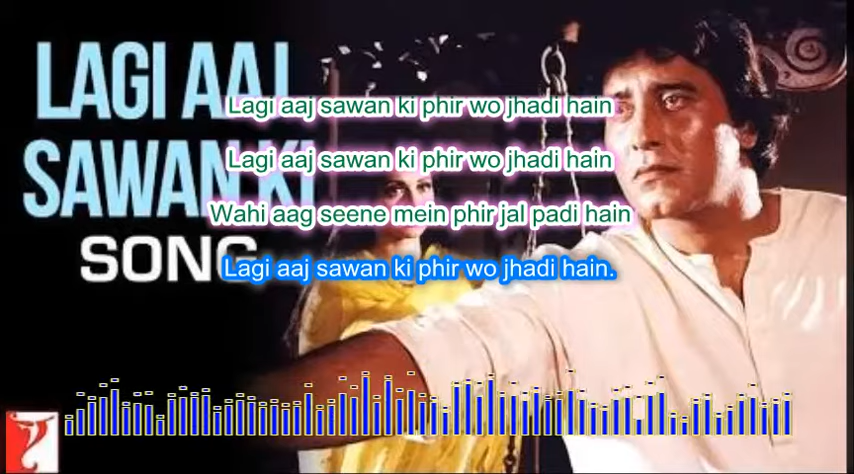 LAGI AAJ
SAWAN KI
SONG
Lagi aaj sawan ki phir wo jhadi hain
Lagi aaj sawan ki phir wo jhadi hain
Wahi aag seene mein phir jal padi hain
Lagi aaj sawan ki phir wo jhadi hain.